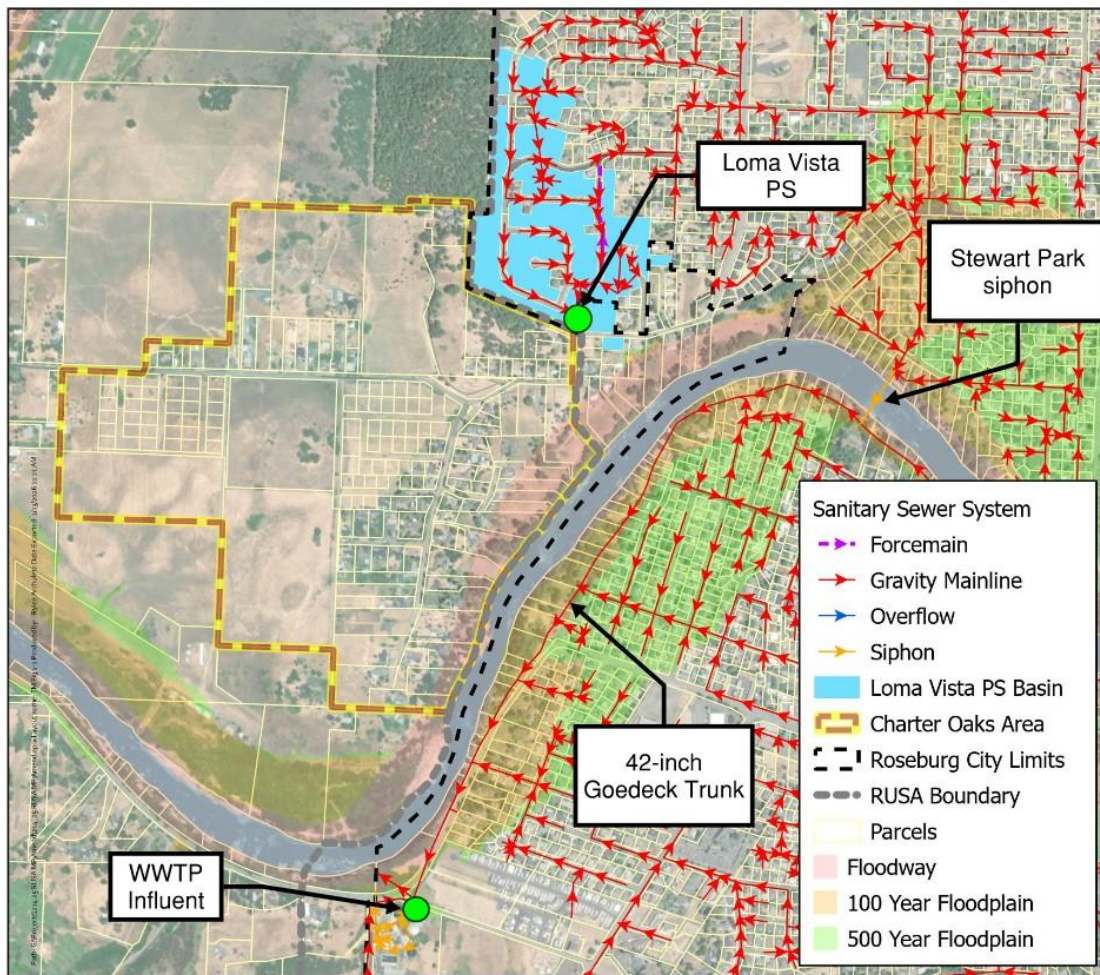 Loma Vista
PS
Stewart Park
siphon
42-inch
Goedeck Trunk
WWTP
Influent
Sanitary Sewer System
Forcemain
Gravity Mainline
Overflow
Siphon
Loma Vista PS Basin
Charter Oaks Area
Roseburg City Limits
RUSA Boundary
Parcels
Floodway
100 Year Floodplain
500 Year Floodplain